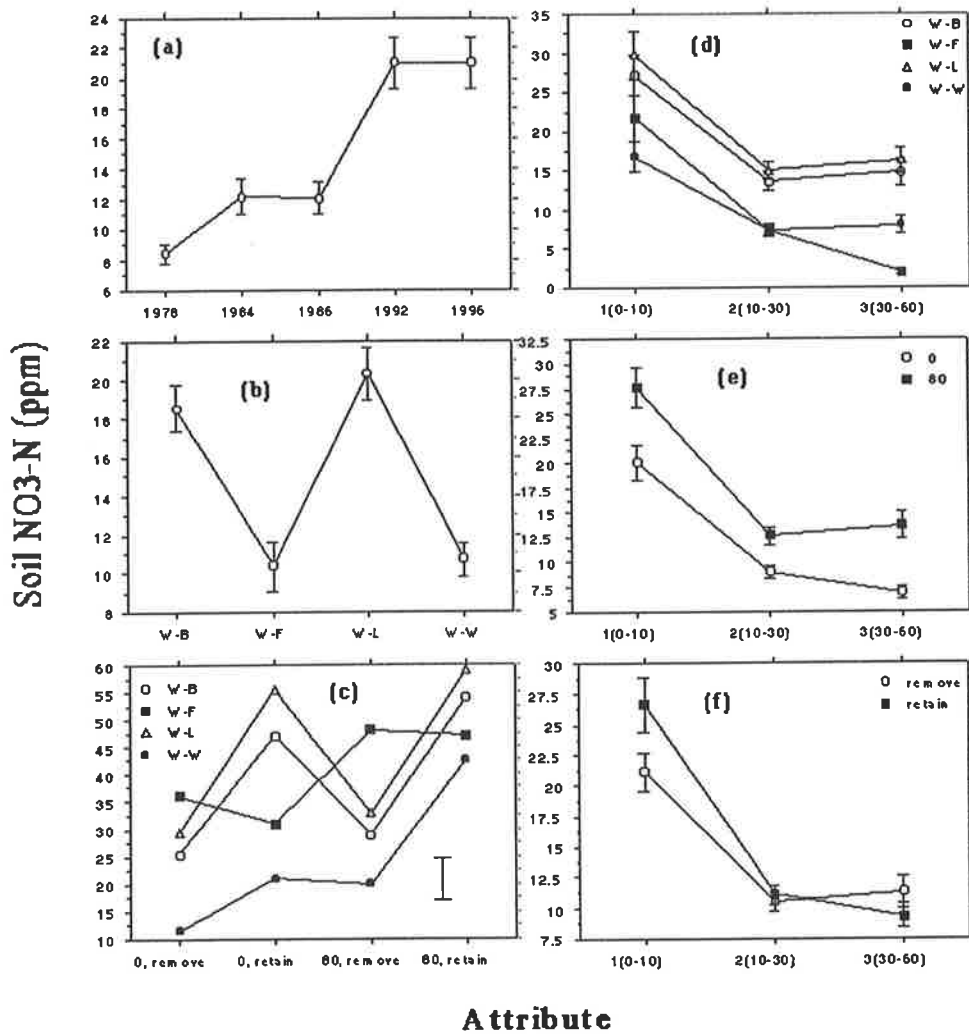 Soil NO3-N (ppm)
(a)
24
22
20
18
16
14
12
10
8
6
1978
1984
1986
1992
1996
(b)
22
20
18
16
14
12
10
8
W-B
W-F
W-L
W-W
(c)
W-B
W-F
W-L
W-W
60
55
50
45
40
35
30
25
20
15
10
0, remove
0, retain
80, remove
80, retain
(d)
W-B
W-F
W-L
W-W
35
30
25
20
15
10
5
0
1(0-10)
2(10-30)
3(30-60)
(e)
0
80
32.5
30
27.5
25
22.5
20
17.5
15
12.5
10
7.5
5
1(0-10)
2(10-30)
3(30-60)
(f)
remove
retain
27.5
25
22.5
20
17.5
15
12.5
10
7.5
1(0-10)
2(10-30)
3(30-60)
Attribute